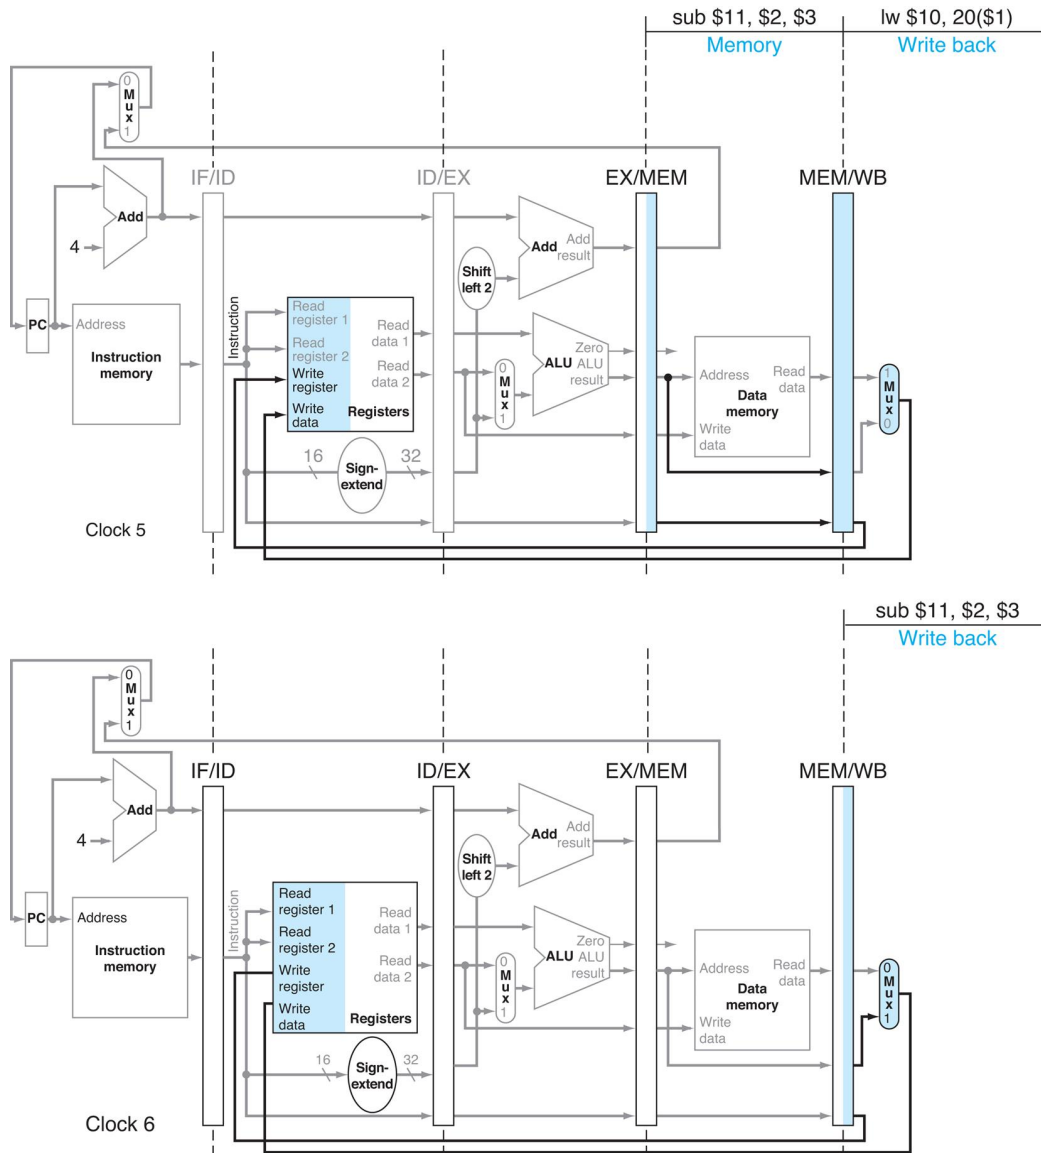 sub $11, $2, $3
lw $10, 20($1)
Memory
Write back
0
M
u
x
1
IF/ID
ID/EX
EX/MEM
MEM/WB
Add
4
Add
Add
result
Shift
left 2
PC
Address
Instruction
memory
Instruction
Read
register 1
Read
register 2
Write
register
Write
data
Read
data 1
Read
data 2
Registers
0
M
u
x
1
ALU
Zero
ALU
result
Address
Read
data
Data
memory
Write
data
1
M
u
x
0
16
Sign-
extend
32
Clock 5
sub $11, $2, $3
Write back
0
M
u
x
1
IF/ID
ID/EX
EX/MEM
MEM/WB
Add
4
Add
Add
result
Shift
left 2
PC
Address
Instruction
memory
Instruction
Read
register 1
Read
register 2
Write
register
Write
data
Read
data 1
Read
data 2
Registers
0
M
u
x
1
ALU
Zero
ALU
result
Address
Read
data
Data
memory
Write
data
0
M
u
x
1
16
Sign-
extend
32
Clock 6